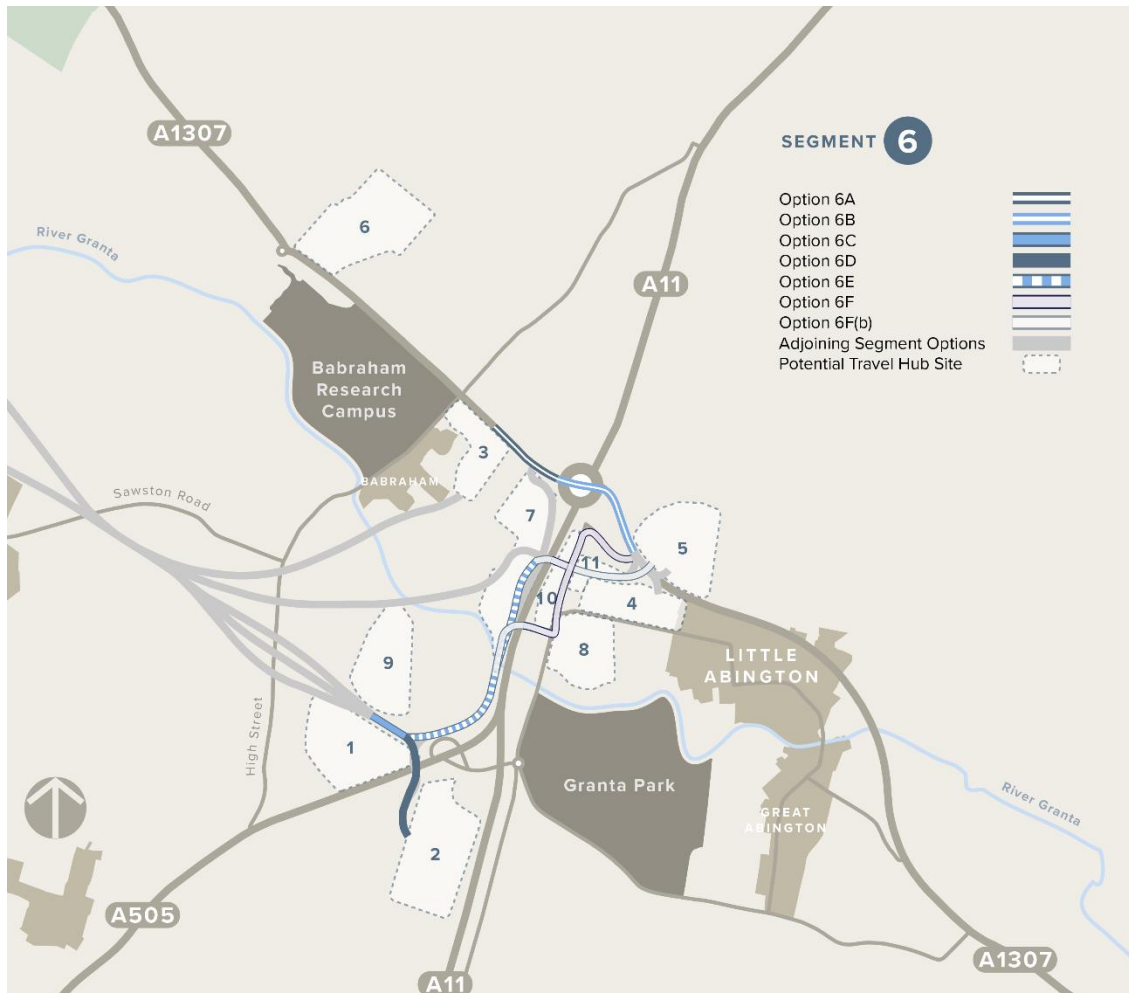 A1307
SEGMENT 6
Option 6A
Option 6B
Option 6C
Option 6D
Option 6E
Option 6F
Option 6F(b)
Adjoining Segment Options
Potential Travel Hub Site
River Granta
6
A11
Babraham
Research
Campus
3
BABRAHAM
Sawston Road
7
5
11
10
4
8
LITTLE
ABINGTON
9
High Street
1
Granta Park
GREAT
ABINGTON
River Granta
2
A505
A11
A1307